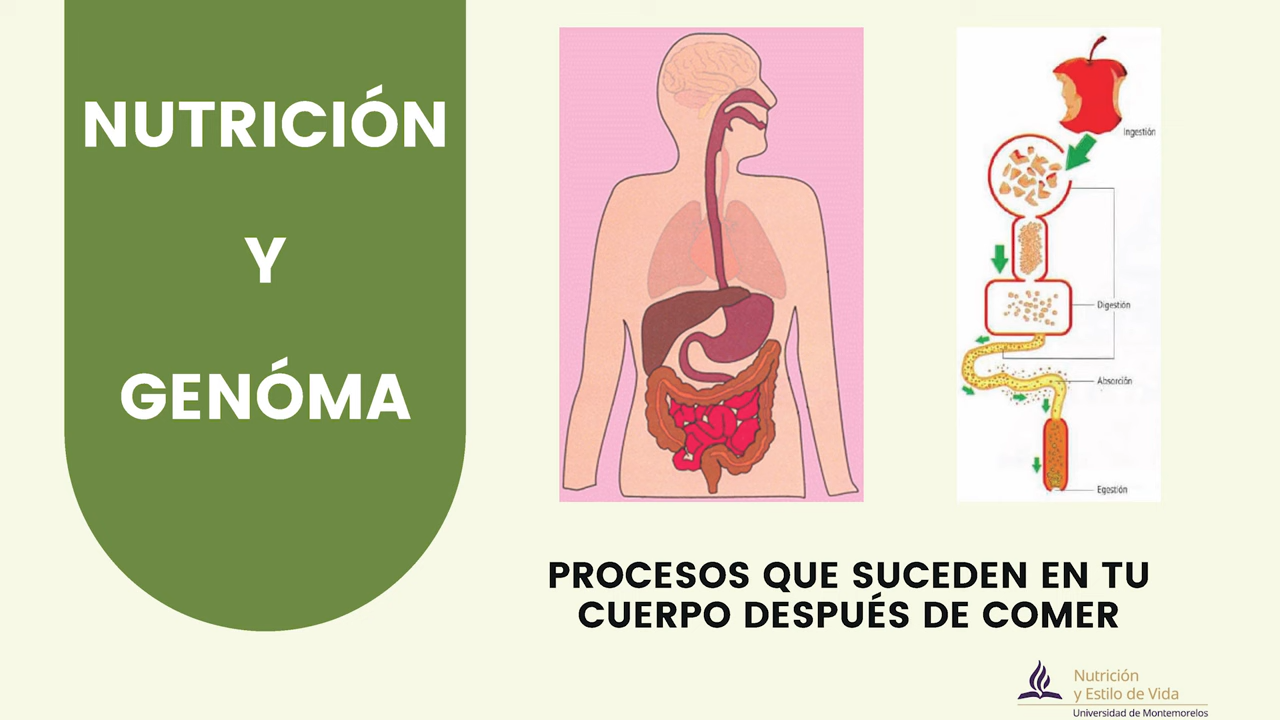 NUTRICIÓN
Y
GENÓMA
Ingestión
Digestión
Absorción
Egestión
PROCESOS QUE SUCEDEN EN TU
CUERPO DESPUÉS DE COMER
Nutrición
y Estilo de Vida
Universidad de Montemorelos